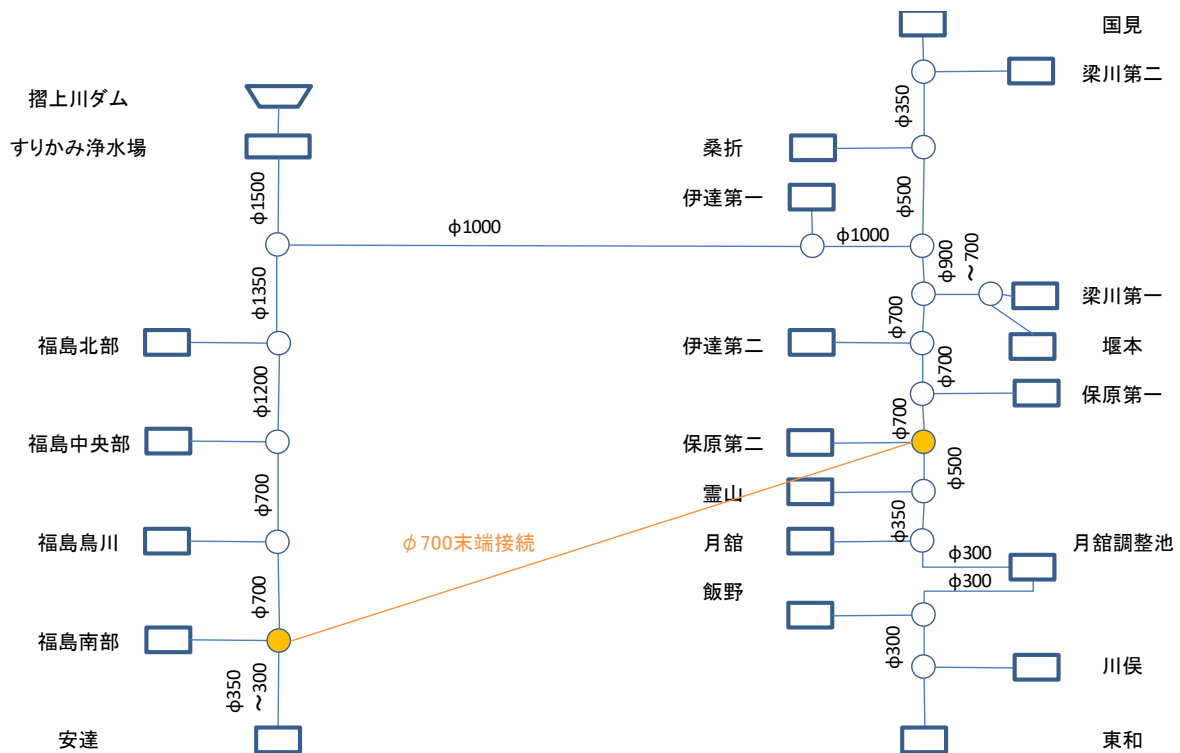 国見
梁川第二
摺上川ダム
φ350
すりかみ浄水場
桑折
φ1500
伊達第一
φ500
φ1000
φ1000
φ900
~700
φ1350
梁川第一
φ700
福島北部
伊達第二
堰本
φ700
φ1200
保原第一
φ700
福島中央部
保原第二
φ500
φ700
霊山
φ350
福島鳥川
φ700末端接続
月舘
月舘調整池
φ300
φ300
φ700
飯野
福島南部
φ300
φ350
~300
川俣
安達
東和